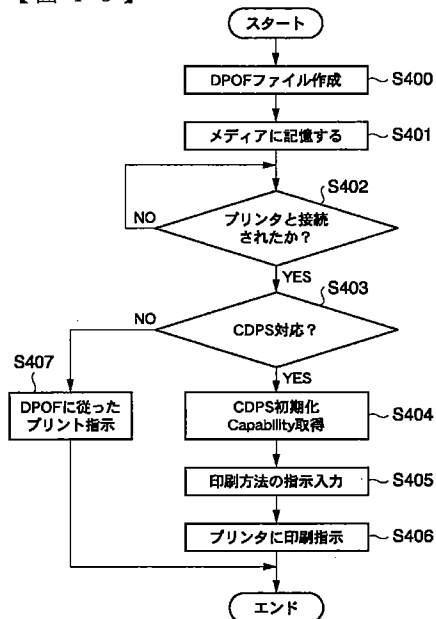 スタート
DPOFファイル作成 S400
メディアに記憶する S401
S402
プリンタと接続
されたか?
NO
YES
S403
CDPS対応?
NO
YES
S407
DPOFに従った
プリント指示
CDPS初期化
Capability取得
S404
印刷方法の指示入力 S405
プリンタに印刷指示 S406
エンド